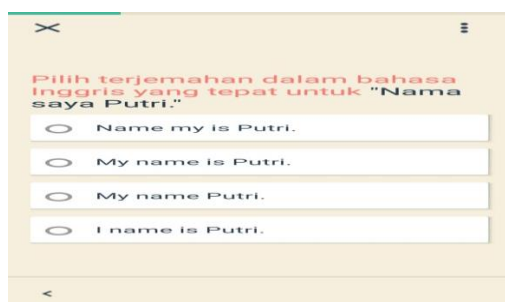 Pilih terjemahan dalam bahasa
Inggris yang tepat untuk "Nama
saya Putri."
Name my is Putri.
My name is Putri.
My name Putri.
I name is Putri.